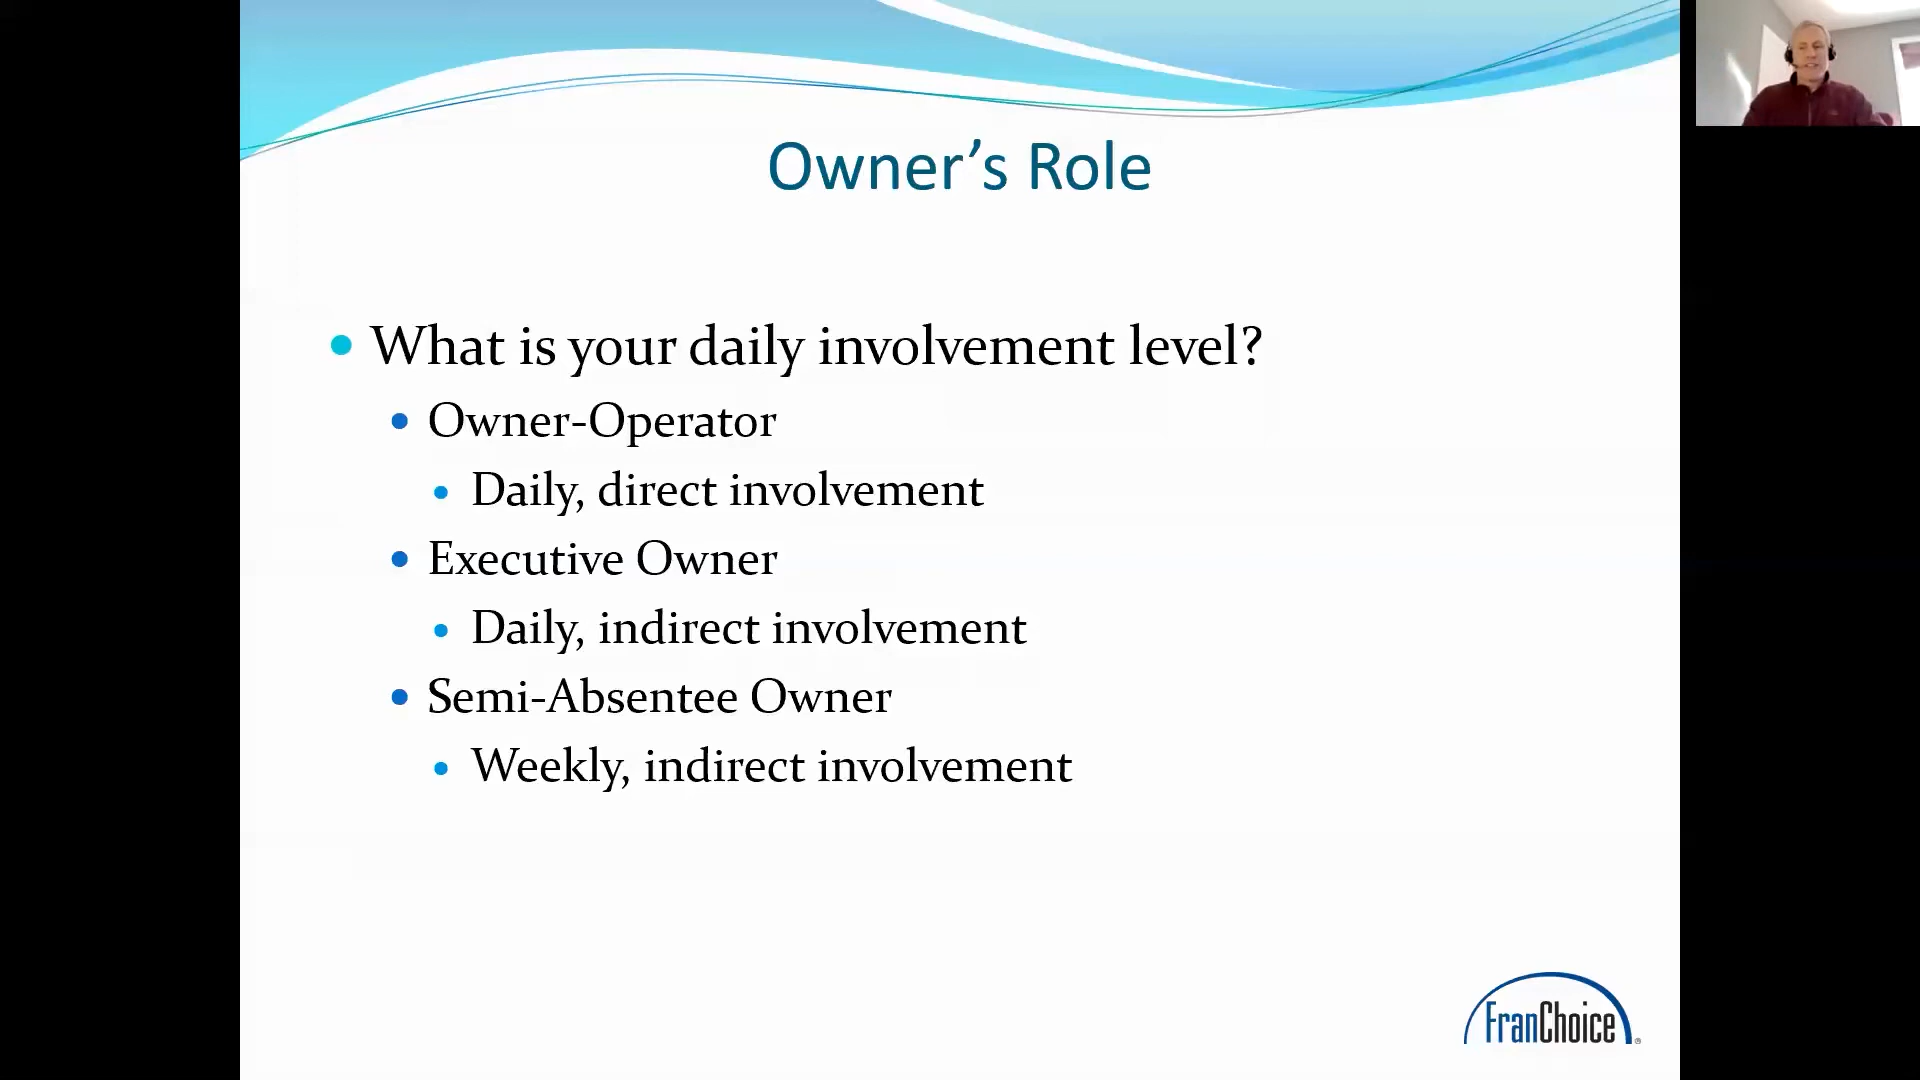 Owner’s Role
What is your daily involvement level?
Owner-Operator
Daily, direct involvement
Executive Owner
Daily, indirect involvement
Semi-Absentee Owner
Weekly, indirect involvement
FranChoice®